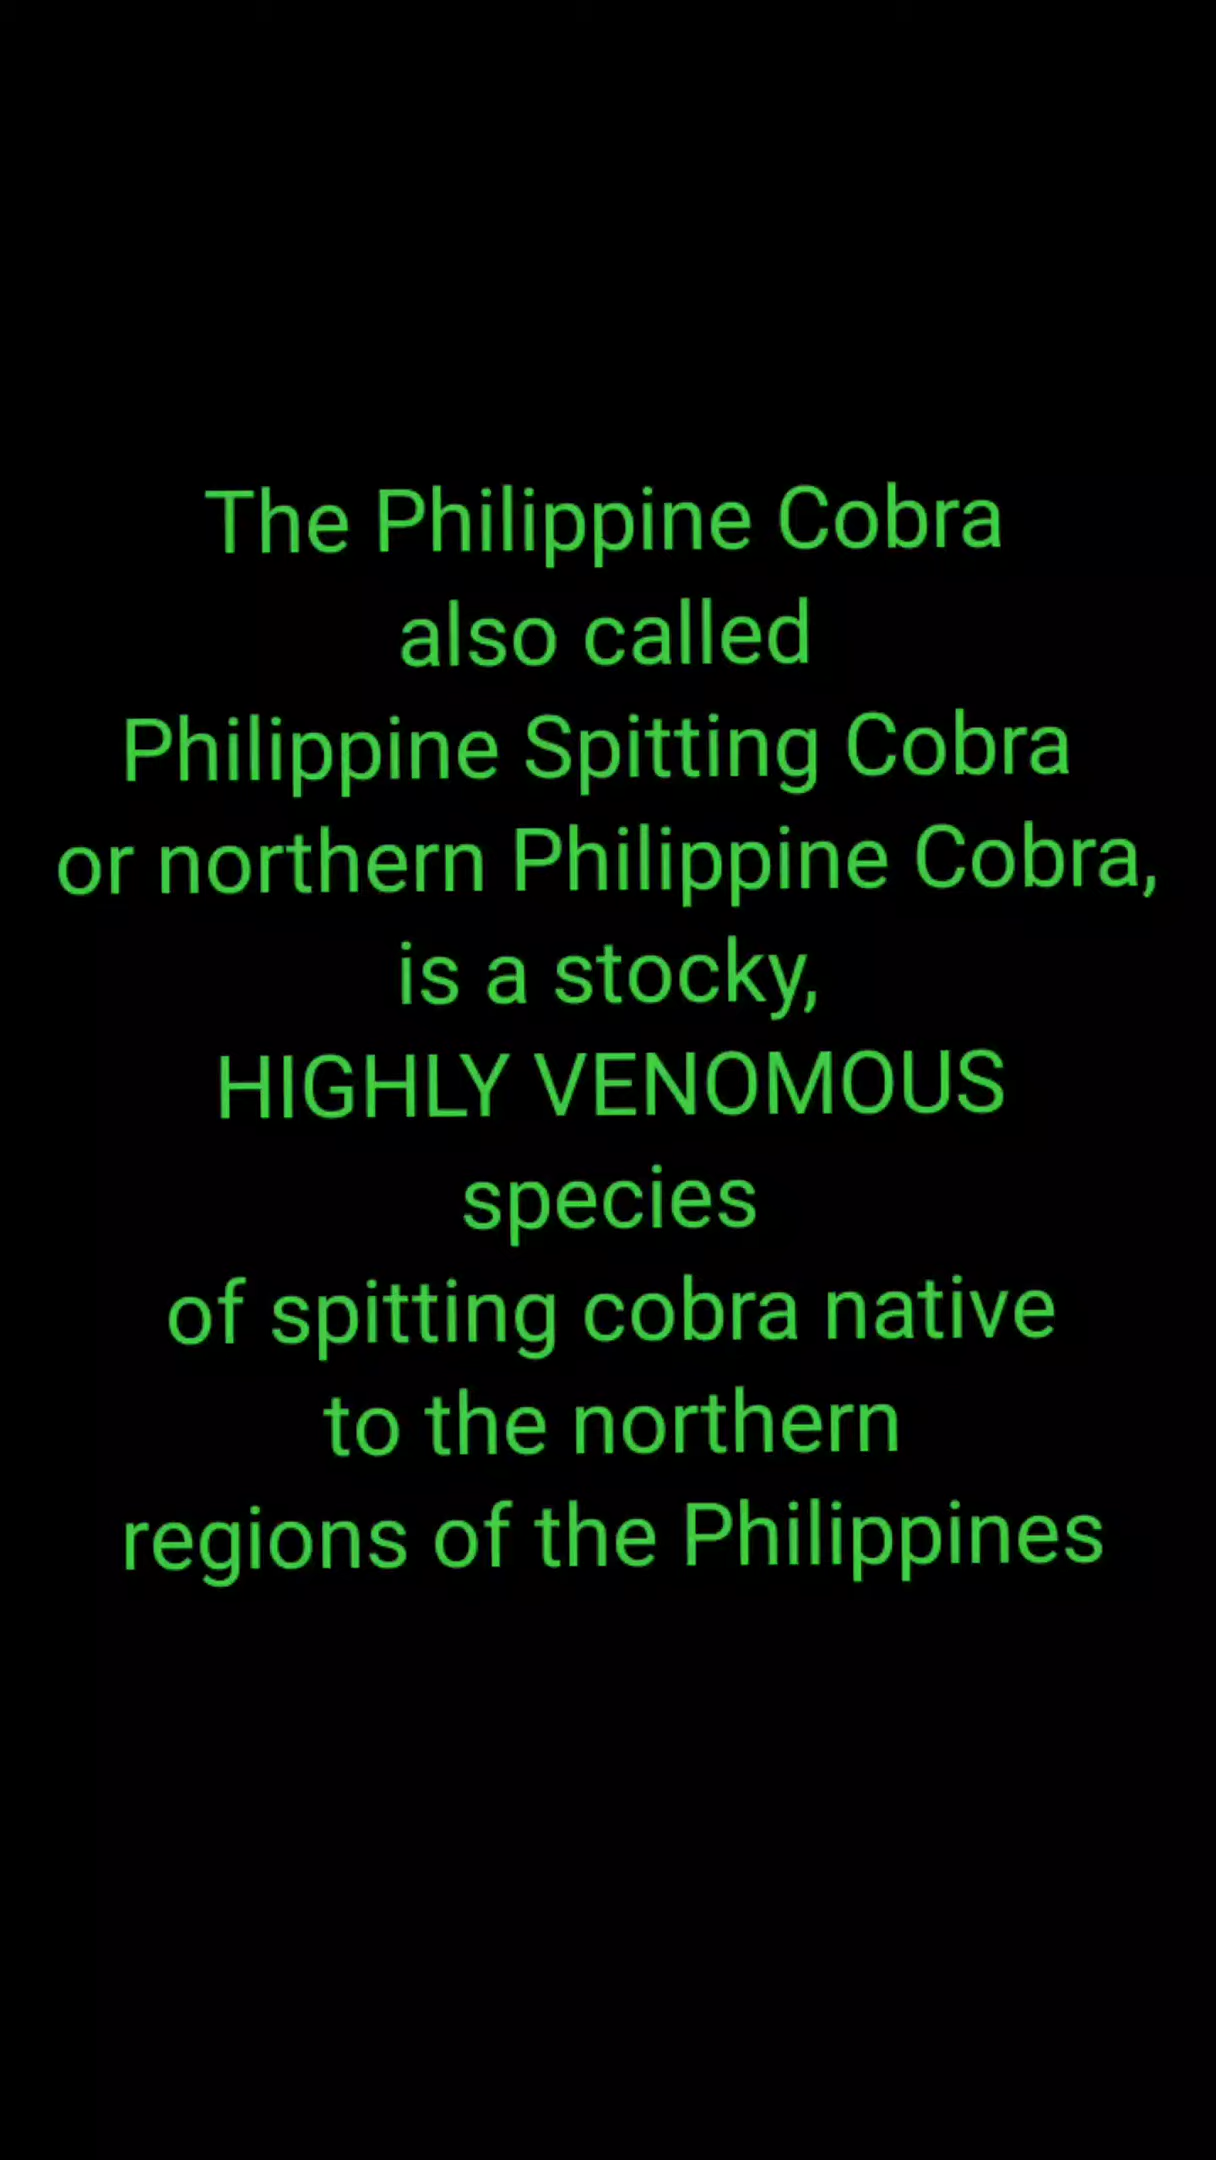 The Philippine Cobra
also called
Philippine Spitting Cobra
or northern Philippine Cobra,
is a stocky,
HIGHLY VENOMOUS
species
of spitting cobra native
to the northern
regions of the Philippines